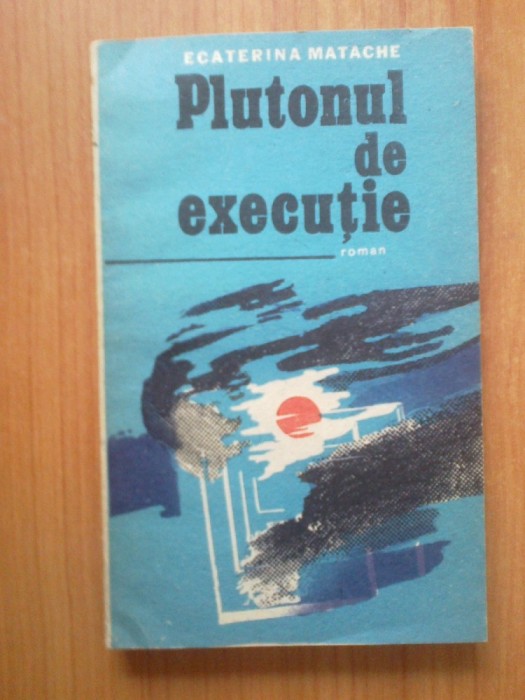 ECATERINA MATACHE
Plutonul
de
execuție
roman